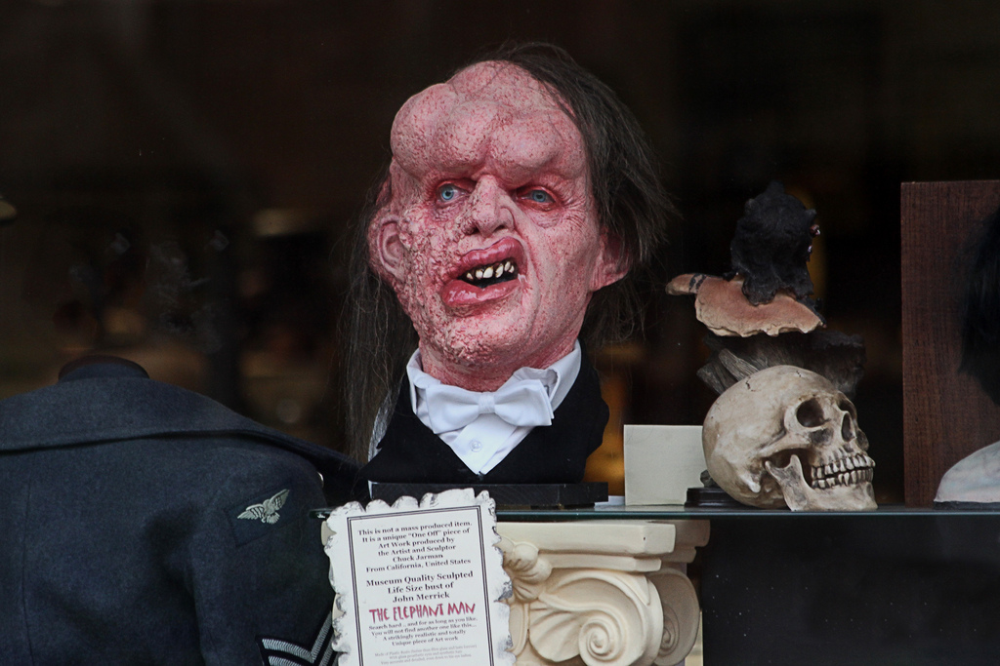 This is not a mass produced item.
It is a unique "One Off" piece of
Art Work produced by
the Artist and Sculptor
Chuck Jarman
From California, United States
Museum Quality Sculpted
Life Size bust of
John Merrick
THE ELEPHANT MAN
Search hard... and for as long as you like.
You will not find another one like this...
A strikingly realistic and totally
Unique piece of Art work